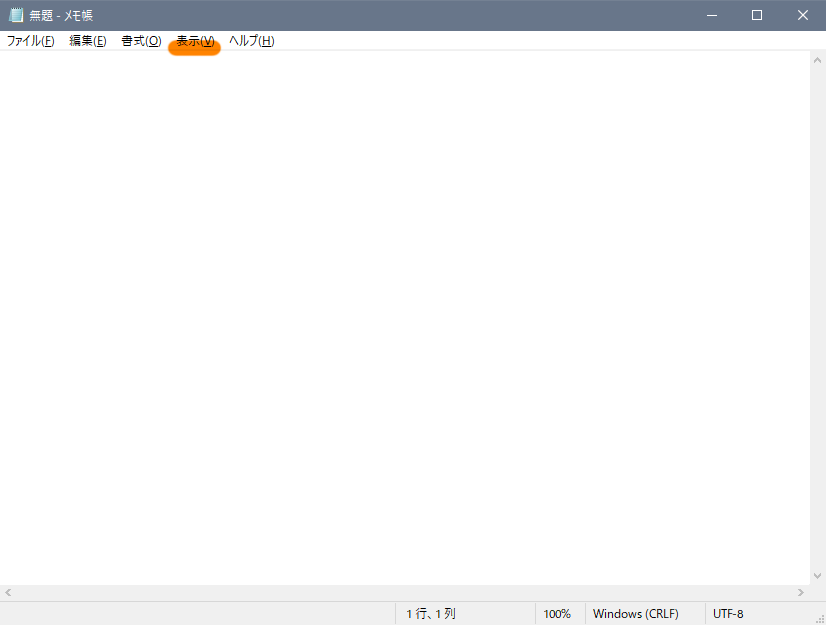 無題 - メモ帳
ファイル(F) 編集(E) 書式(O) 表示(V) ヘルプ(H)
1 行、1 列 100% Windows (CRLF) UTF-8